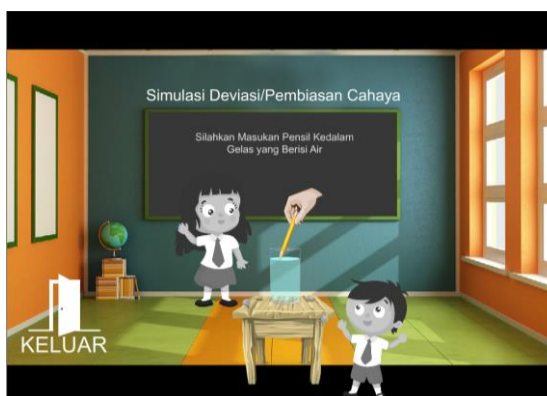 Simulasi Deviasi/Pembiasan Cahaya
Silahkan Masukan Pensil Kedalam
Gelas yang Berisi Air
KELUAR